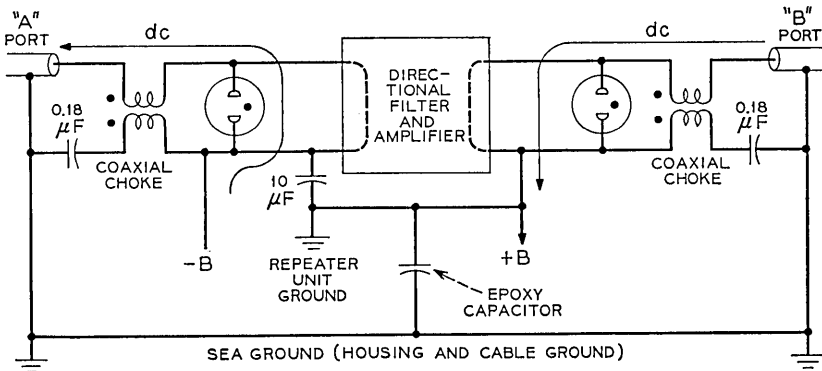 "A"
PORT
dc
0.18
μF
COAXIAL
CHOKE
-B
10
μF
REPEATER
UNIT
GROUND
DIREC-
TIONAL
FILTER
AND
AMPLIFIER
EPOXY
CAPACITOR
+B
dc
"B"
PORT
0.18
μF
COAXIAL
CHOKE
SEA GROUND (HOUSING AND CABLE GROUND)